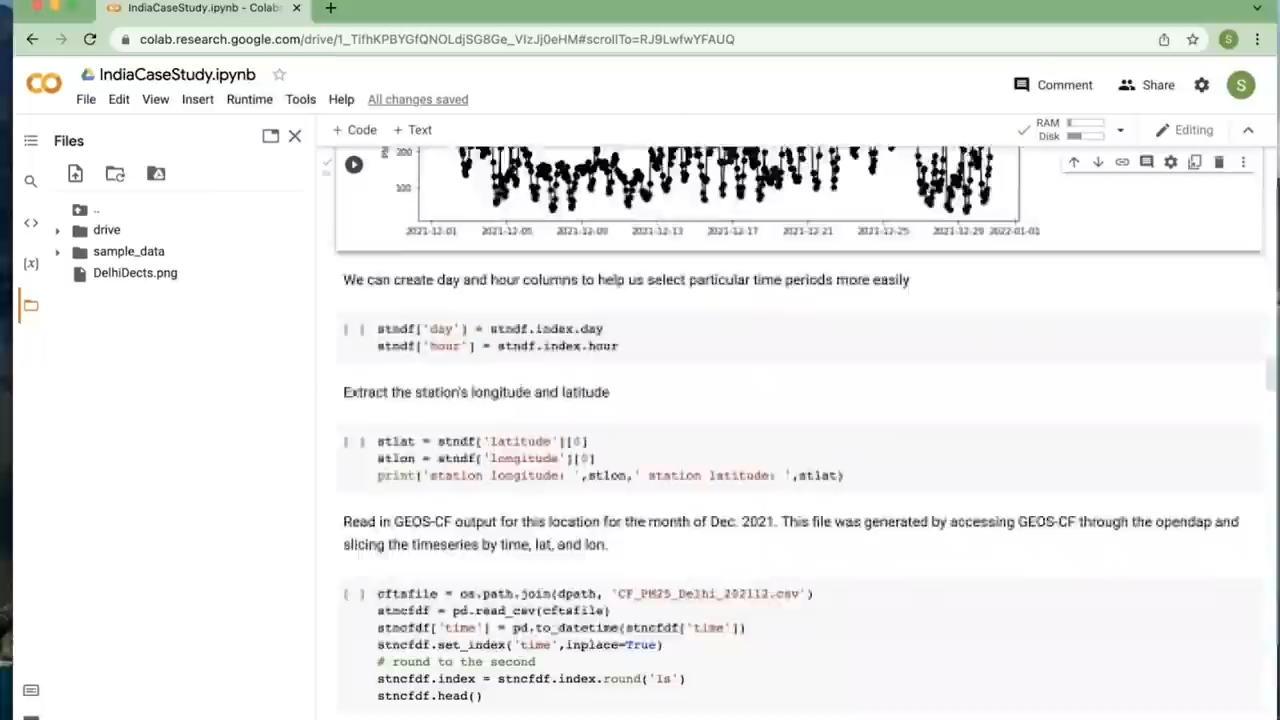 IndiaCaseStudy.ipynb - Colab
colab.research.google.com/drive/1_TifhKPBYGfQNOLdjSG8Ge_VIzJj0eHM#scrollTo=RJ9LwfwYFAUQ
S
IndiaCaseStudy.ipynb
File Edit View Insert Runtime Tools Help All changes saved
Comment Share S
Files
+ Code + Text
RAM
Disk
Editing
..
drive
sample_data
DelhiDects.png
200
100
2021-12-01 2021-12-05 2021-12-09 2021-12-13 2021-12-17 2021-12-21 2021-12-25 2021-12-29 2022-01-01
We can create day and hour columns to help us select particular time periods more easily
[ ] stndf['day'] = stndf.index.day
stndf['hour'] = stndf.index.hour
Extract the station's longitude and latitude
[ ] stlat = stndf['latitude'][0]
stlon = stndf['longitude'][0]
print('station longitude: ',stlon,' station latitude: ',stlat)
Read in GEOS-CF output for this location for the month of Dec. 2021. This file was generated by accessing GEOS-CF through the opendap and
slicing the timeseries by time, lat, and lon.
[ ] cftsfile = os.path.join(dpath, 'CF_PM25_Delhi_202112.csv')
stncfdf = pd.read_csv(cftsfile)
stncfdf['time'] = pd.to_datetime(stncfdf['time'])
stncfdf.set_index('time',inplace=True)
# round to the second
stncfdf.index = stncfdf.index.round('1s')
stncfdf.head()